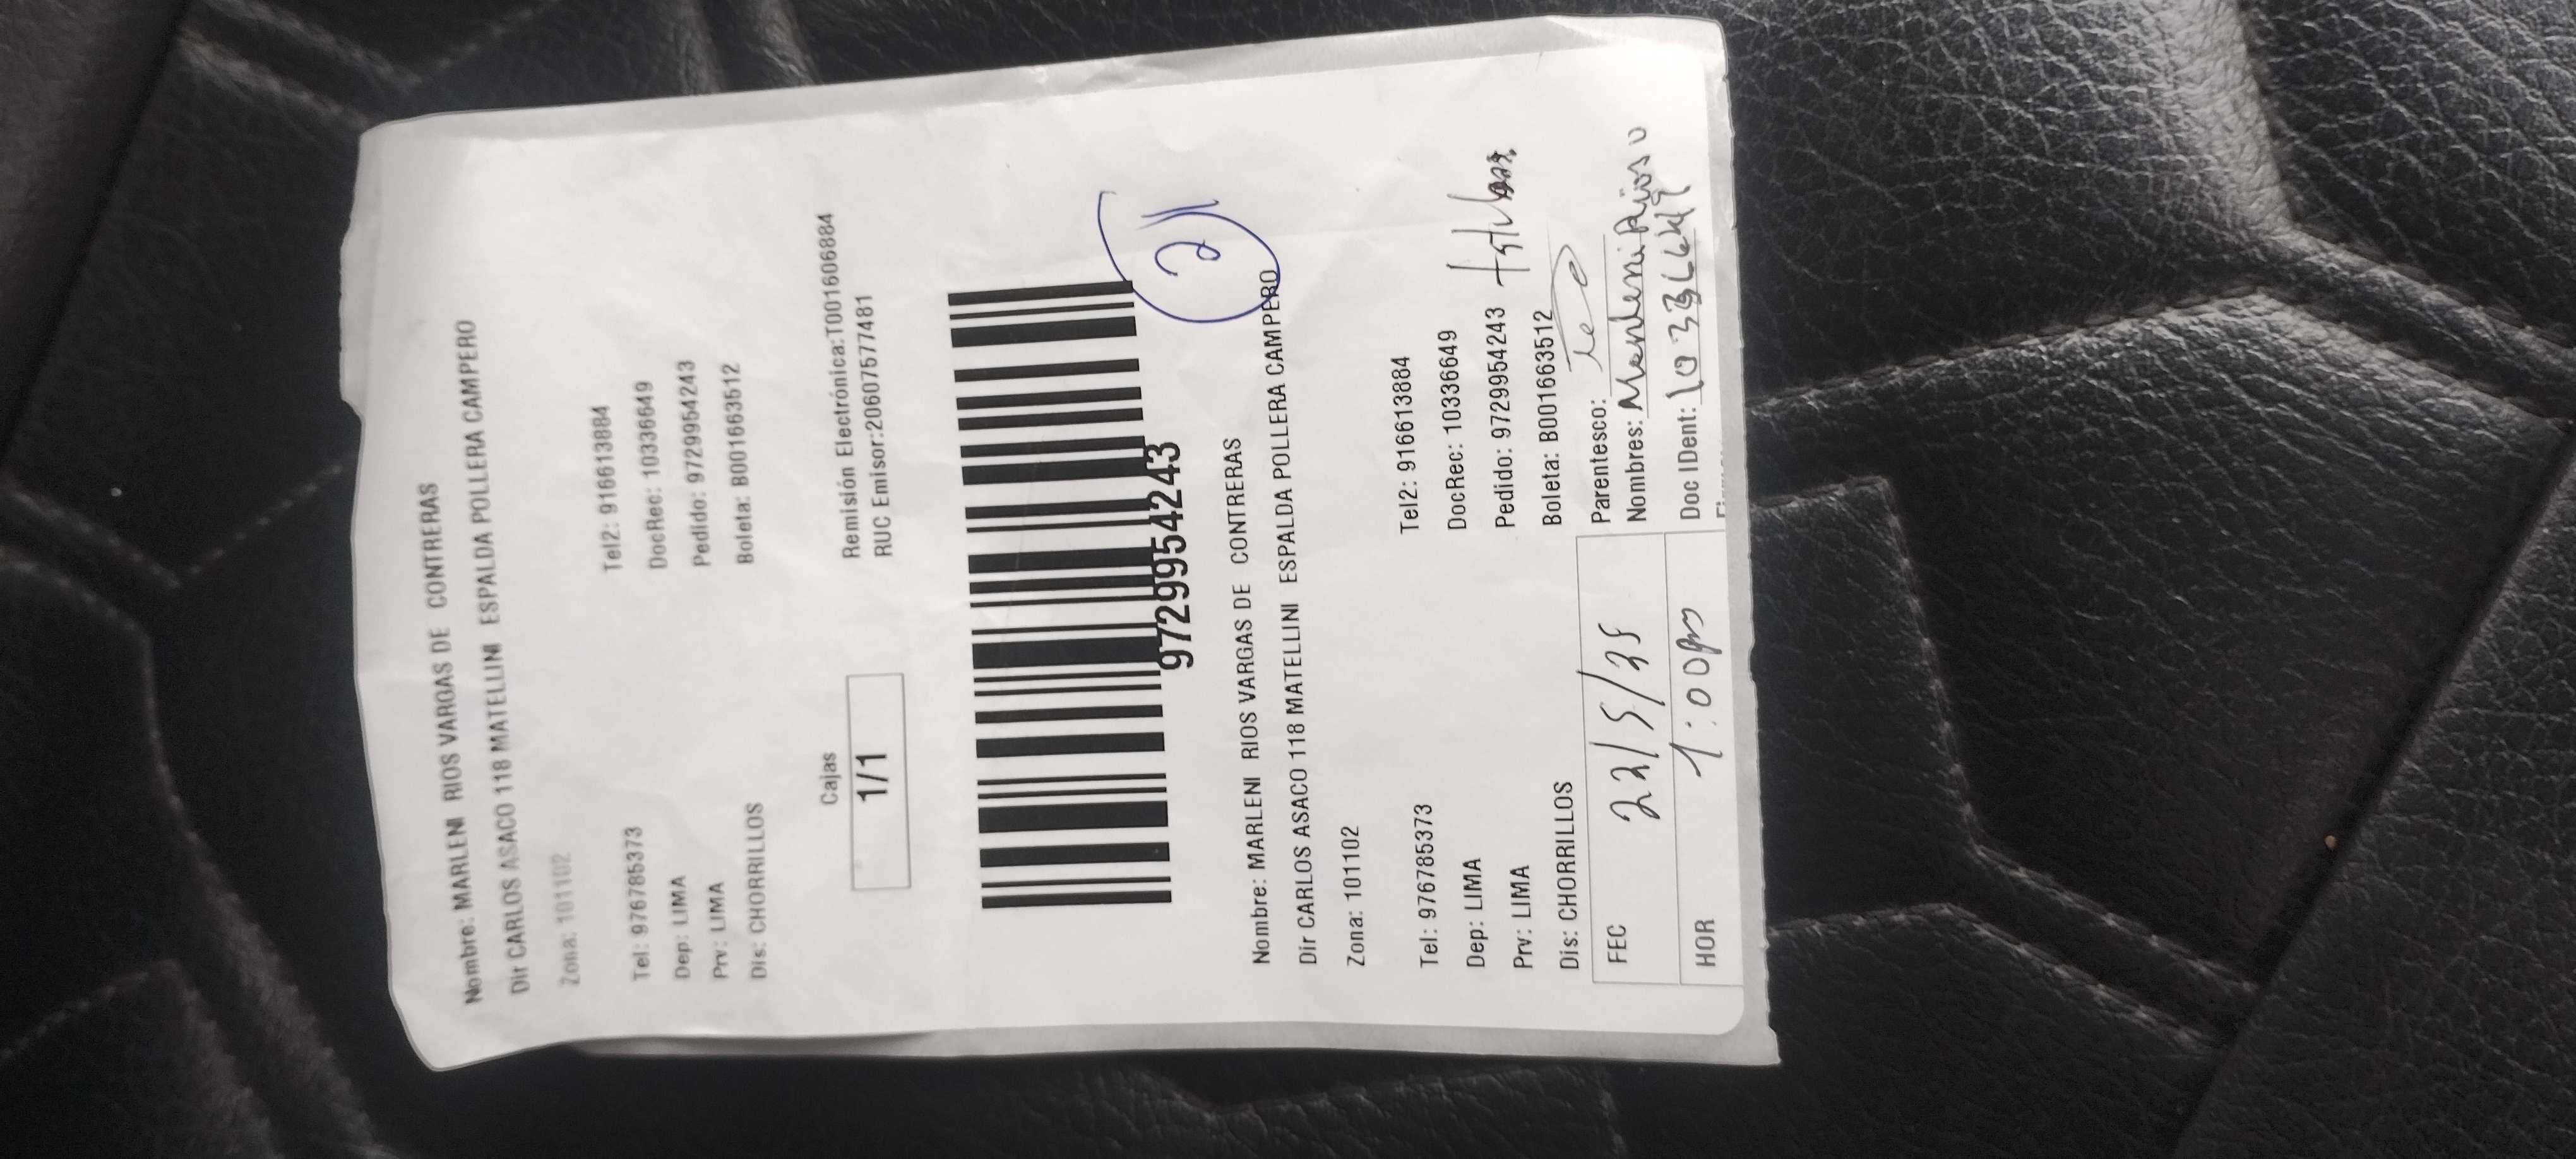 Nombre: MARLENI RIOS VARGAS DE CONTRERAS
Dir CARLOS ASACO 118 MATELLINI ESPALDA POLLERA CAMPERO
Zona: 101102
Tel: 976785373 Tel2: 916613884
Dep: LIMA DocRec: 10336649
Prv: LIMA Pedido: 9729954243
Dis: CHORRILLOS Boleta: B001663512
Cajas
1/1
Remisión Electrónica:T001606884
RUC Emisor:20607577481
9729954243
2
Nombre: MARLENI RIOS VARGAS DE CONTRERAS
Dir CARLOS ASACO 118 MATELLINI ESPALDA POLLERA CAMPERO
Zona: 101102
Tel: 976785373 Tel2: 916613884
Dep: LIMA DocRec: 10336649
Prv: LIMA Pedido: 9729954243
Dis: CHORRILLOS Boleta: B001663512
FEC 22/5/25 Parentesco:
Nombres: Marleni Rios
HOR 1:00pm Doc IDent: 10336649